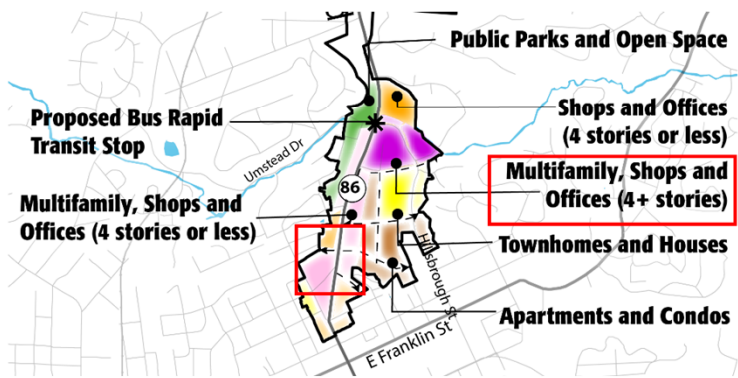 Public Parks and Open Space
Proposed Bus Rapid
Transit Stop
Shops and Offices
(4 stories or less)
Umstead Dr
Multifamily, Shops and
Offices (4+ stories)
86
Multifamily, Shops and
Offices (4 stories or less)
Townhomes and Houses
Hillsbrough St
Apartments and Condos
E Franklin St